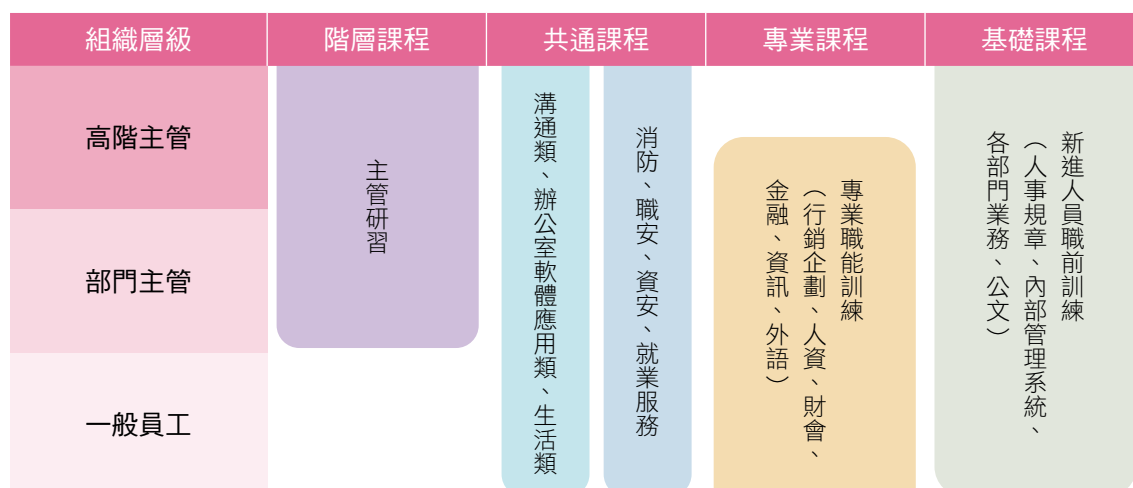 組織層級
階層課程
共通課程
專業課程
基礎課程
高階主管
部門主管
一般員工
主管研習
溝通類、辦公室軟體應用類、生活類
消防、職安、資安、就業服務
專業職能訓練
（行銷企劃、人資、財會、
金融、資訊、外語）
新進人員職前訓練
（人事規章、內部管理系統、
各部門業務、公文）